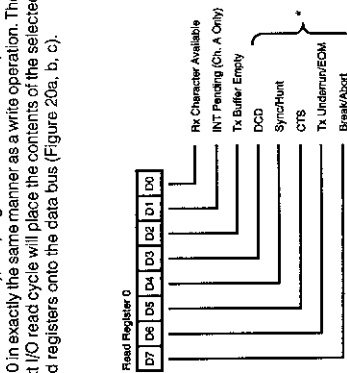 0 in exactly the same manner as a write operation. The
ct I/O read cycle will place the contents of the selected
d registers onto the data bus (Figure 20a, b, c).
Read Register 0
D7 D6 D5 D4 D3 D2 D1 D0
Rx Character Available
INT Pending (Ch. A Only)
Tx Buffer Empty
DCD
Sync/Hunt
CTS
Tx Underrun/EOM
Break/Abort
*